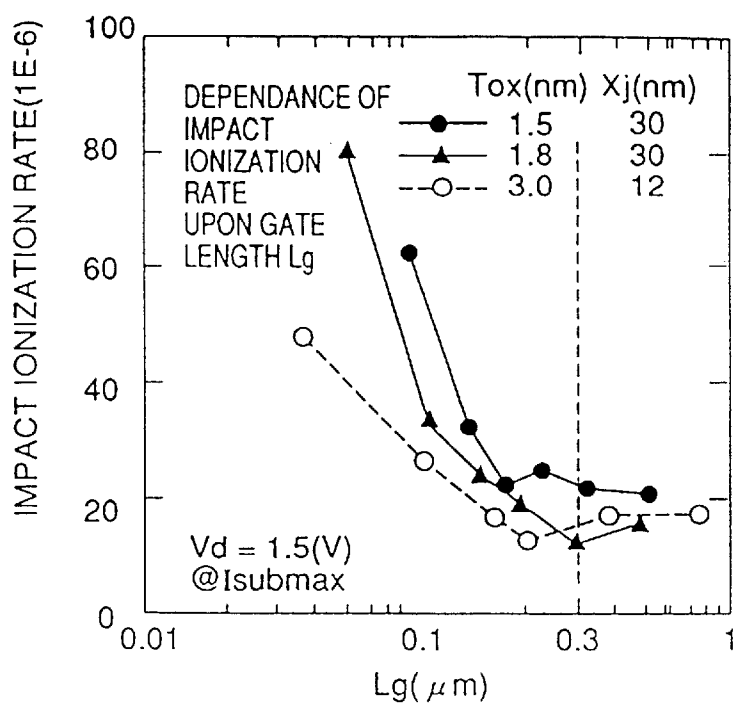 IMPACT IONIZATION RATE(1E-6)
100
80
60
40
20
0
DEPENDANCE OF
IMPACT
IONIZATION
RATE
UPON GATE
LENGTH Lg
Tox(nm) Xj(nm)
1.5 30
1.8 30
3.0 12
Vd = 1.5(V)
@Isubmax
0.01 0.1 0.3 1
Lg(μm)